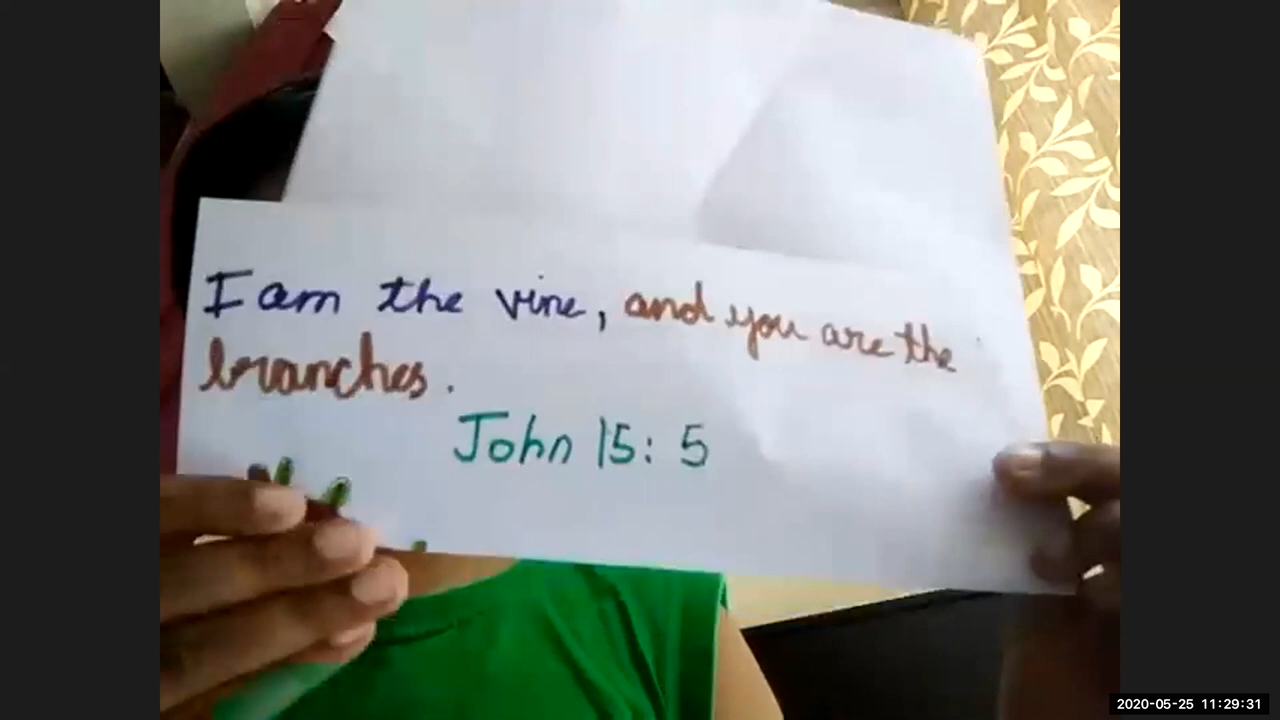 I am the vine, and you are the
branches.
John 15: 5
2020-05-25 11:29:31